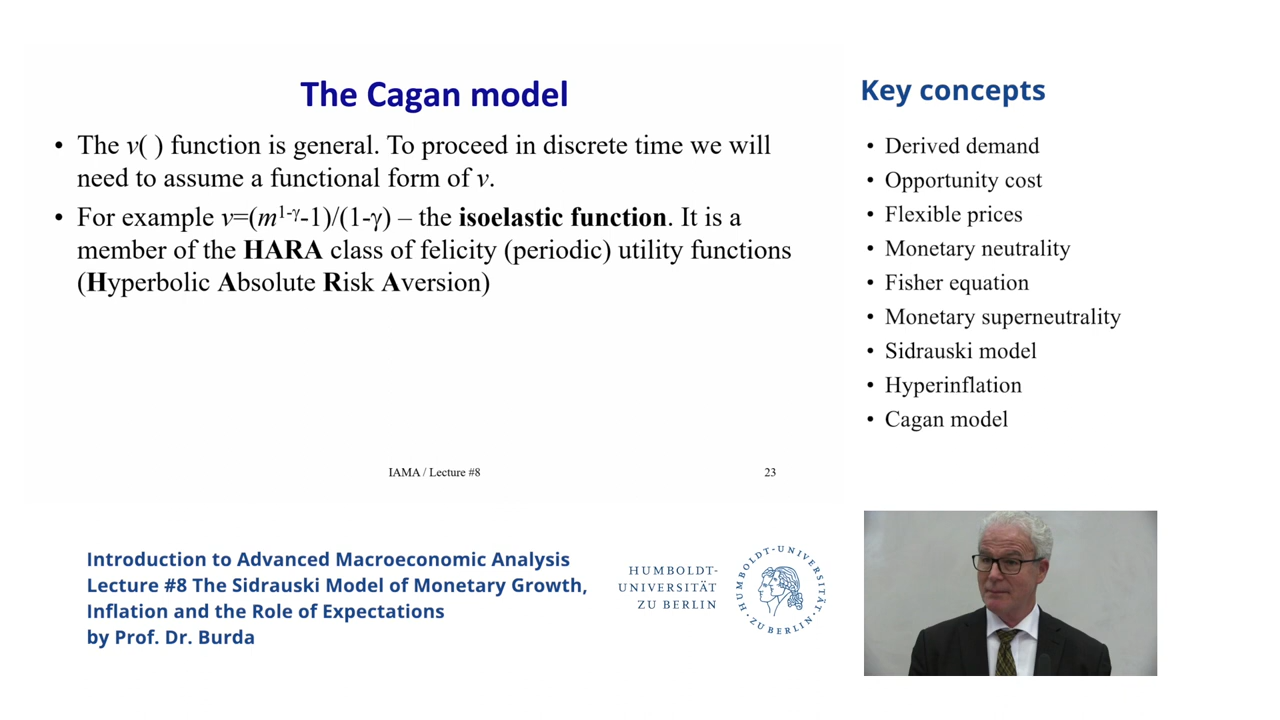 The Cagan model
• The v( ) function is general. To proceed in discrete time we will
need to assume a functional form of v.
• For example v=(m¹⁻ᵞ-1)/(1-γ) – the isoelastic function. It is a
member of the HARA class of felicity (periodic) utility functions
(Hyperbolic Absolute Risk Aversion)
IAMA / Lecture #8
23
Key concepts
• Derived demand
• Opportunity cost
• Flexible prices
• Monetary neutrality
• Fisher equation
• Monetary superneutrality
• Sidrauski model
• Hyperinflation
• Cagan model
Introduction to Advanced Macroeconomic Analysis
Lecture #8 The Sidrauski Model of Monetary Growth,
Inflation and the Role of Expectations
by Prof. Dr. Burda
HUMBOLDT-
UNIVERSITÄT
ZU BERLIN
HUMBOLDT-UNIVERSITÄT
ZU BERLIN